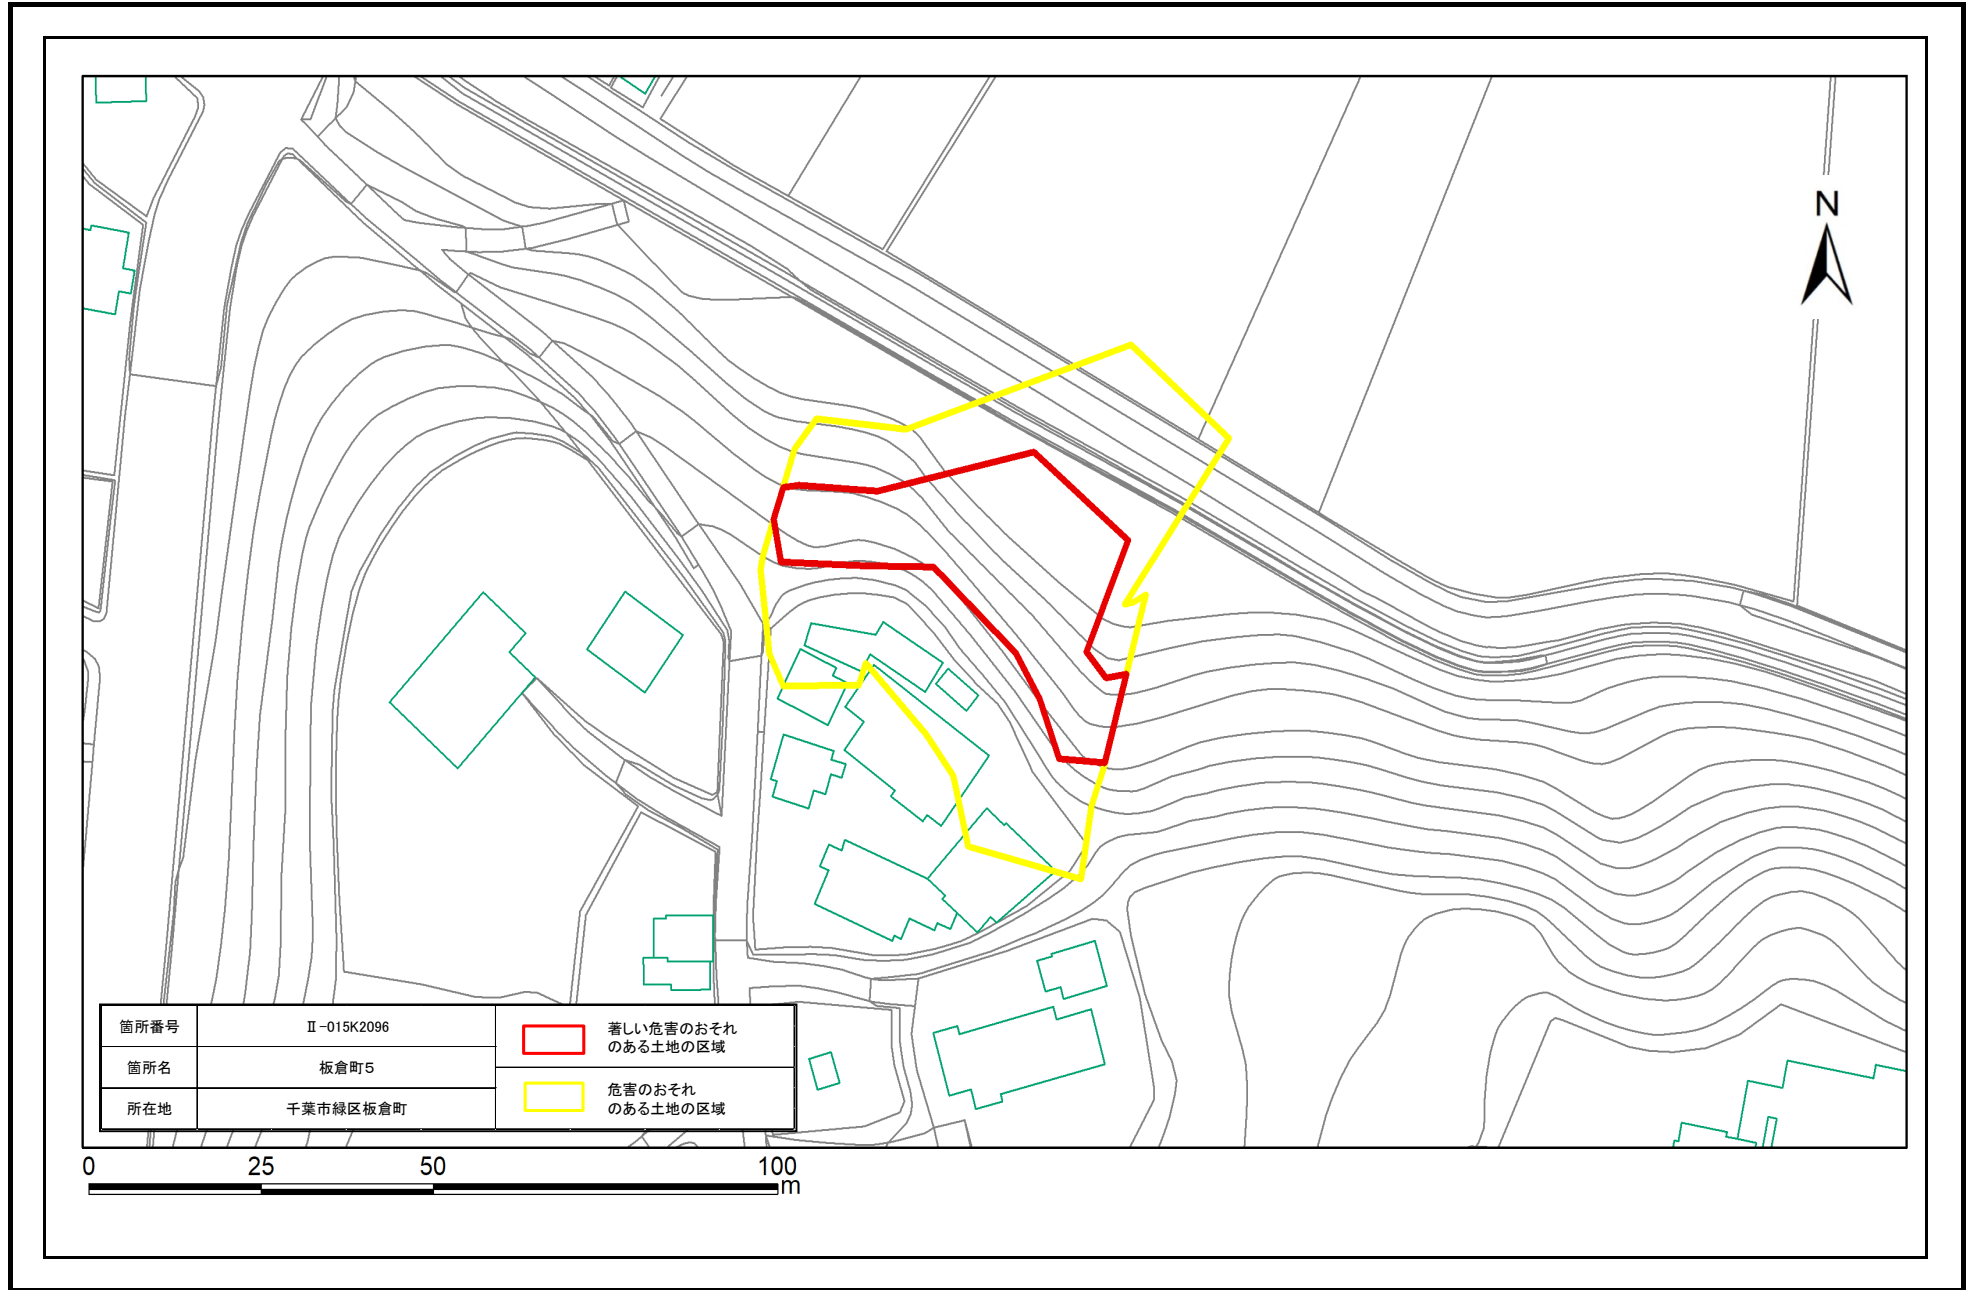 N
箇所番号
Ⅱ-015K2096
著しい危害のおそれ
のある土地の区域
箇所名
板倉町5
危害のおそれ
のある土地の区域
所在地
千葉市緑区板倉町
0 25 50 100
m